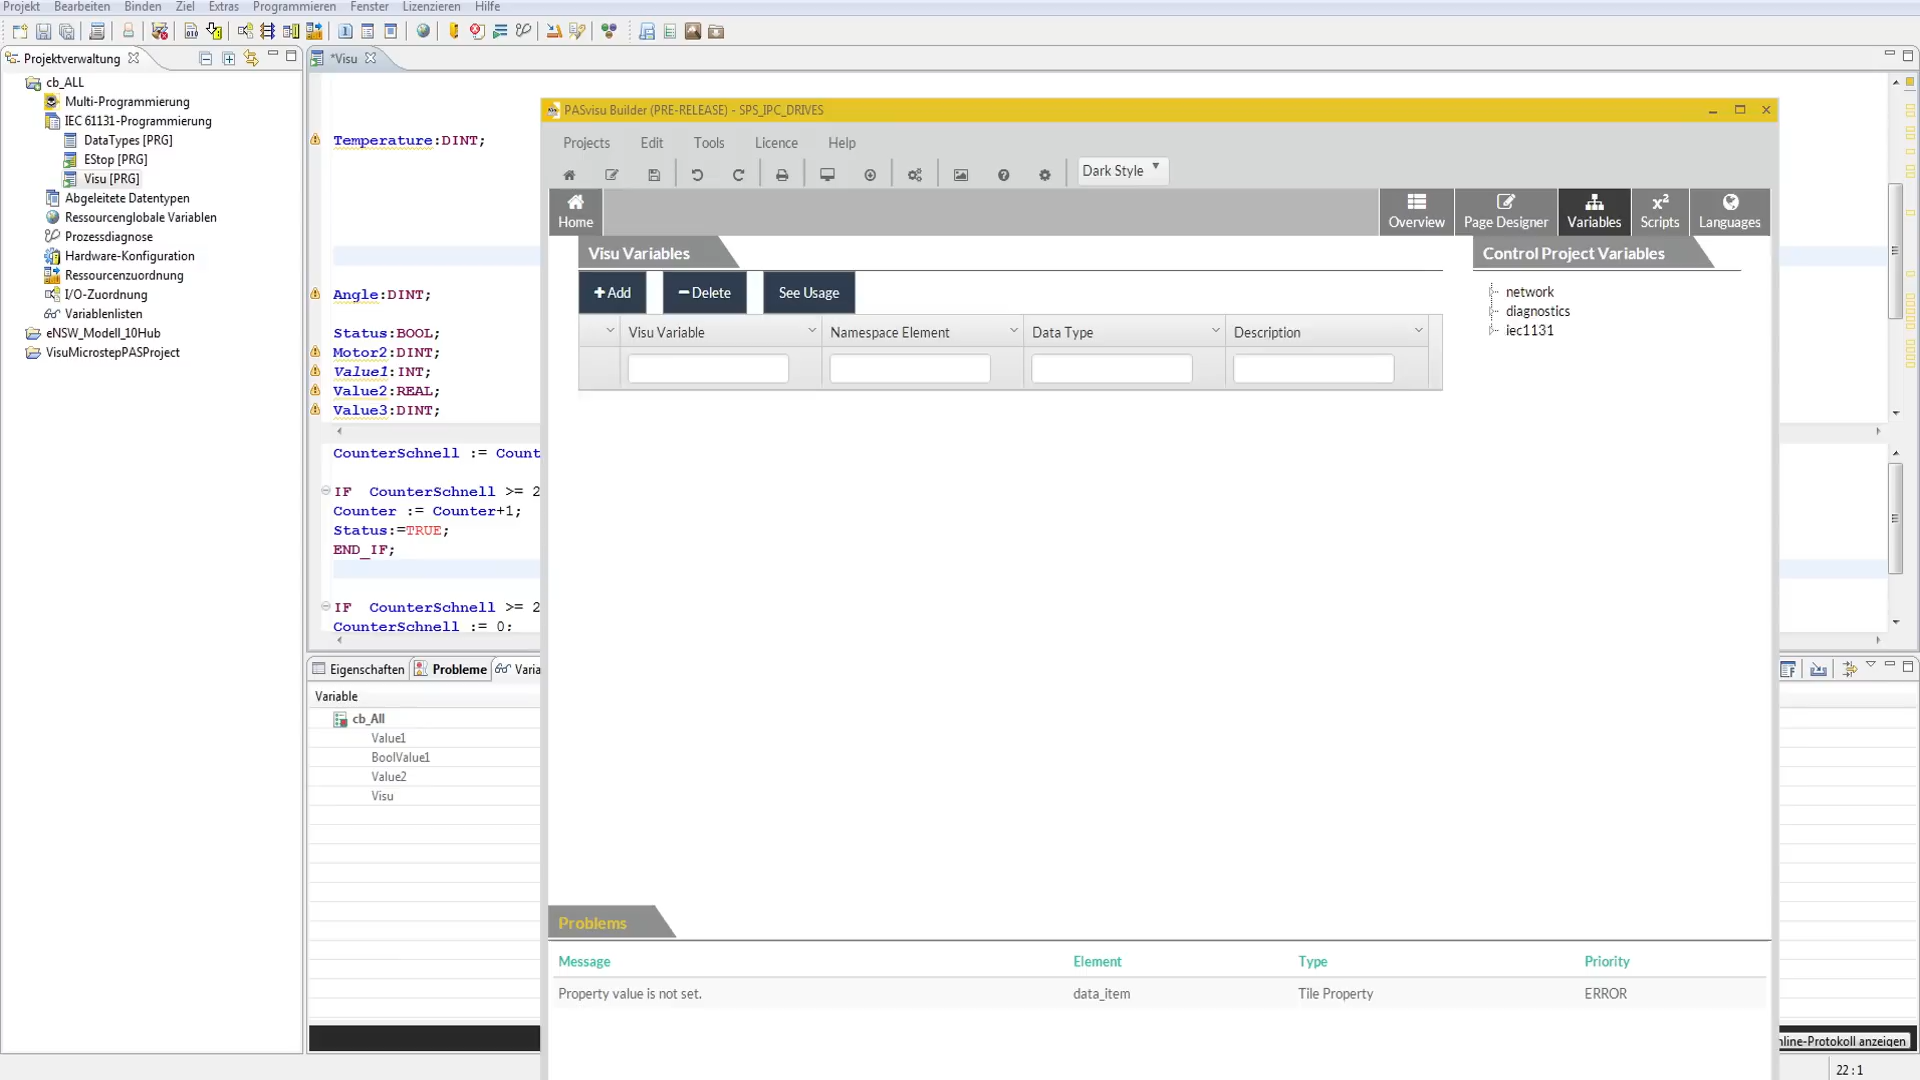 Projekt Bearbeiten Binden Ziel Extras Programmieren Fenster Lizenzieren Hilfe
Projektverwaltung
cb_ALL
Multi-Programmierung
IEC 61131-Programmierung
DataTypes [PRG]
EStop [PRG]
Visu [PRG]
Abgeleitete Datentypen
Ressourcenglobale Variablen
Prozessdiagnose
Hardware-Konfiguration
Ressourcenzuordnung
I/O-Zuordnung
Variablenlisten
eNSW_Modell_10Hub
VisuMicrostepPASProject
*Visu
Temperature:DINT;
Angle:DINT;
Status:BOOL;
Motor2:DINT;
Value1:INT;
Value2:REAL;
Value3:DINT;
CounterSchnell := Count
IF CounterSchnell >= 2
Counter := Counter+1;
Status:=TRUE;
END_IF;
IF CounterSchnell >= 2
CounterSchnell := 0;
Eigenschaften Probleme Varia
Variable
cb_All
Value1
BoolValue1
Value2
Visu
PASvisu Builder (PRE-RELEASE) - SPS_IPC_DRIVES
Projects Edit Tools Licence Help
Dark Style
Home Overview Page Designer Variables x² Scripts Languages
Visu Variables
+Add −Delete See Usage
Visu Variable Namespace Element Data Type Description
Control Project Variables
network
diagnostics
iec1131
Problems
Message Element Type Priority
Property value is not set. data_item Tile Property ERROR
nline-Protokoll anzeigen
22 : 1